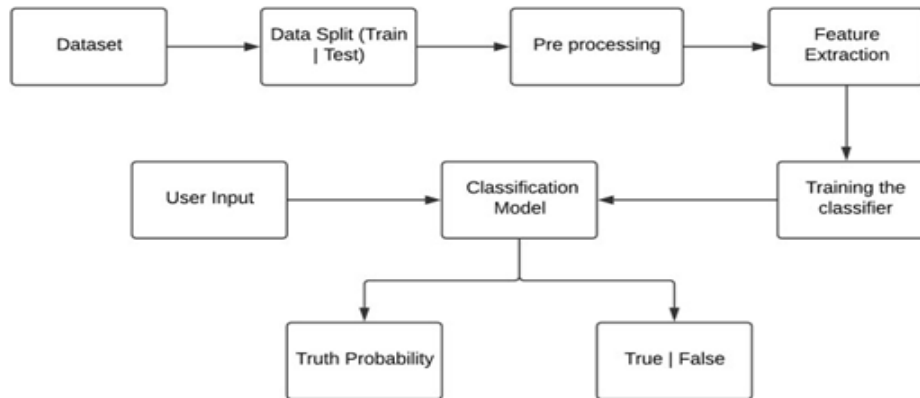 Dataset
Data Split (Train
| Test)
Pre processing
Feature
Extraction
User Input
Classification
Model
Training the
classifier
Truth Probability
True | False